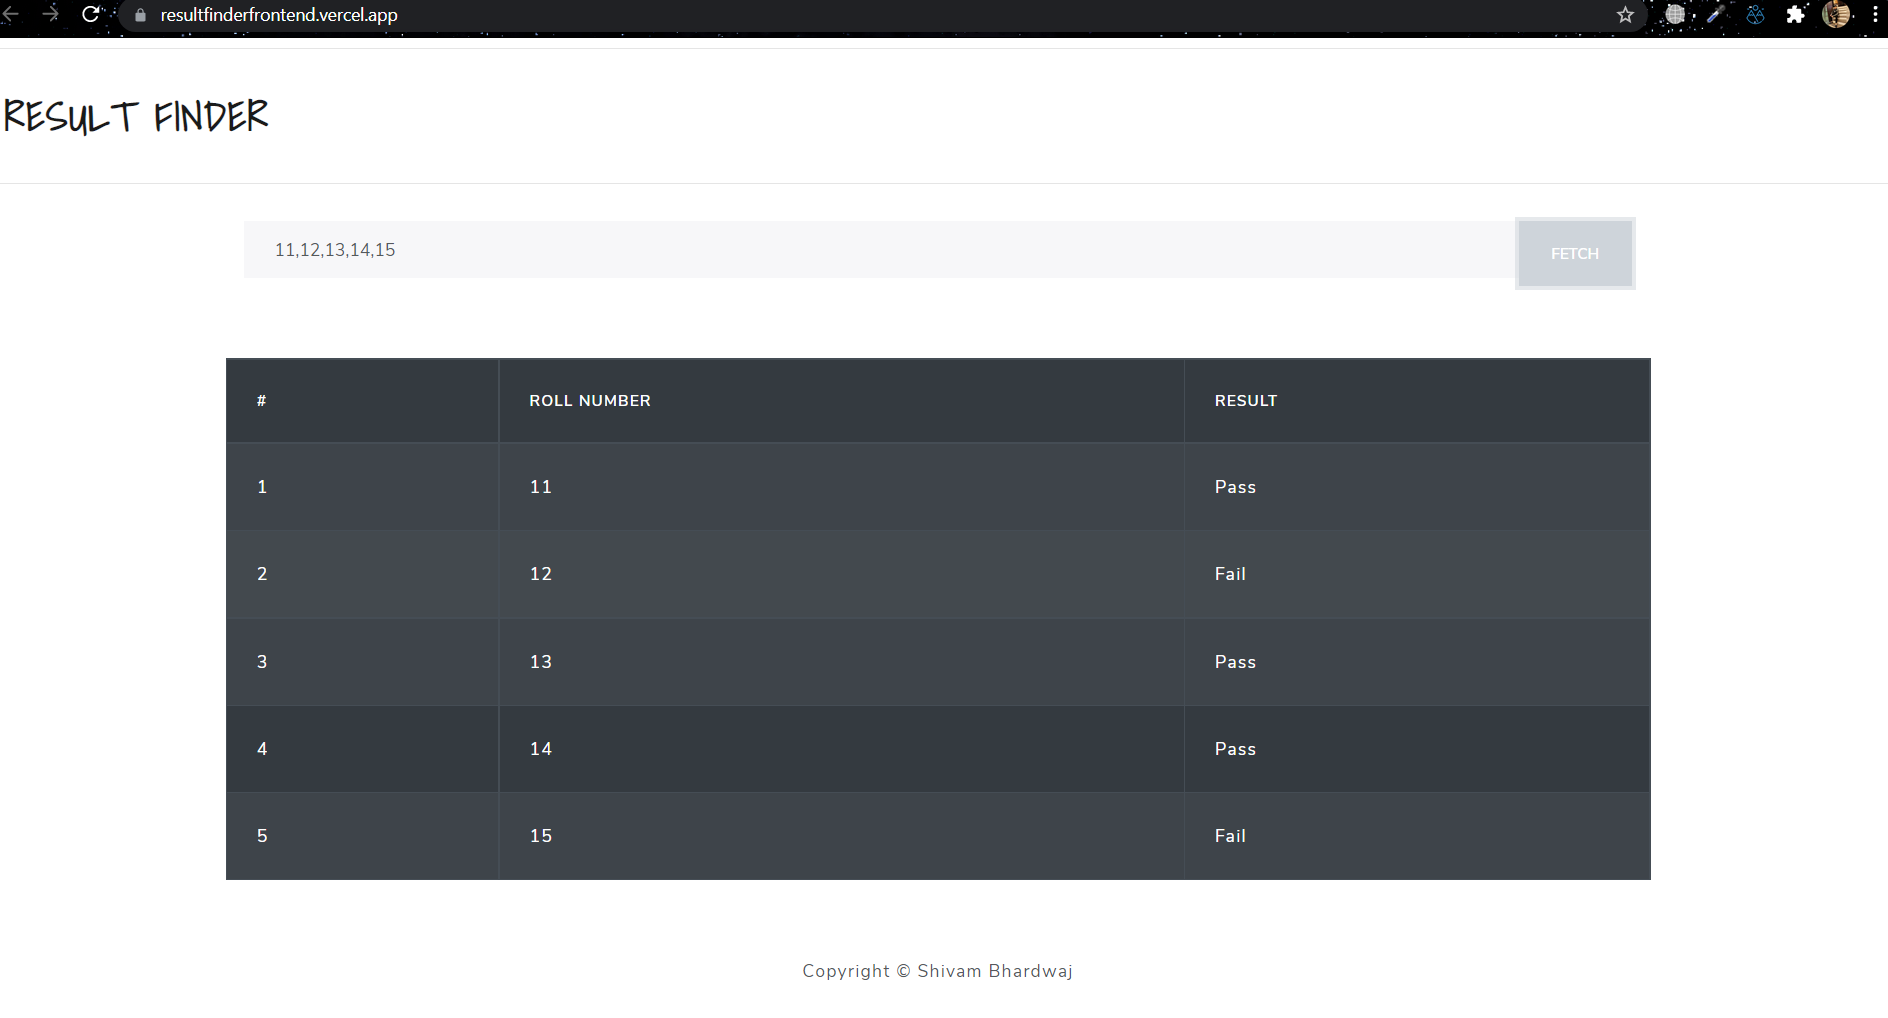 resultfinderfrontend.vercel.app
RESULT FINDER
11,12,13,14,15
FETCH
# ROLL NUMBER RESULT
1 11 Pass
2 12 Fail
3 13 Pass
4 14 Pass
5 15 Fail
Copyright © Shivam Bhardwaj